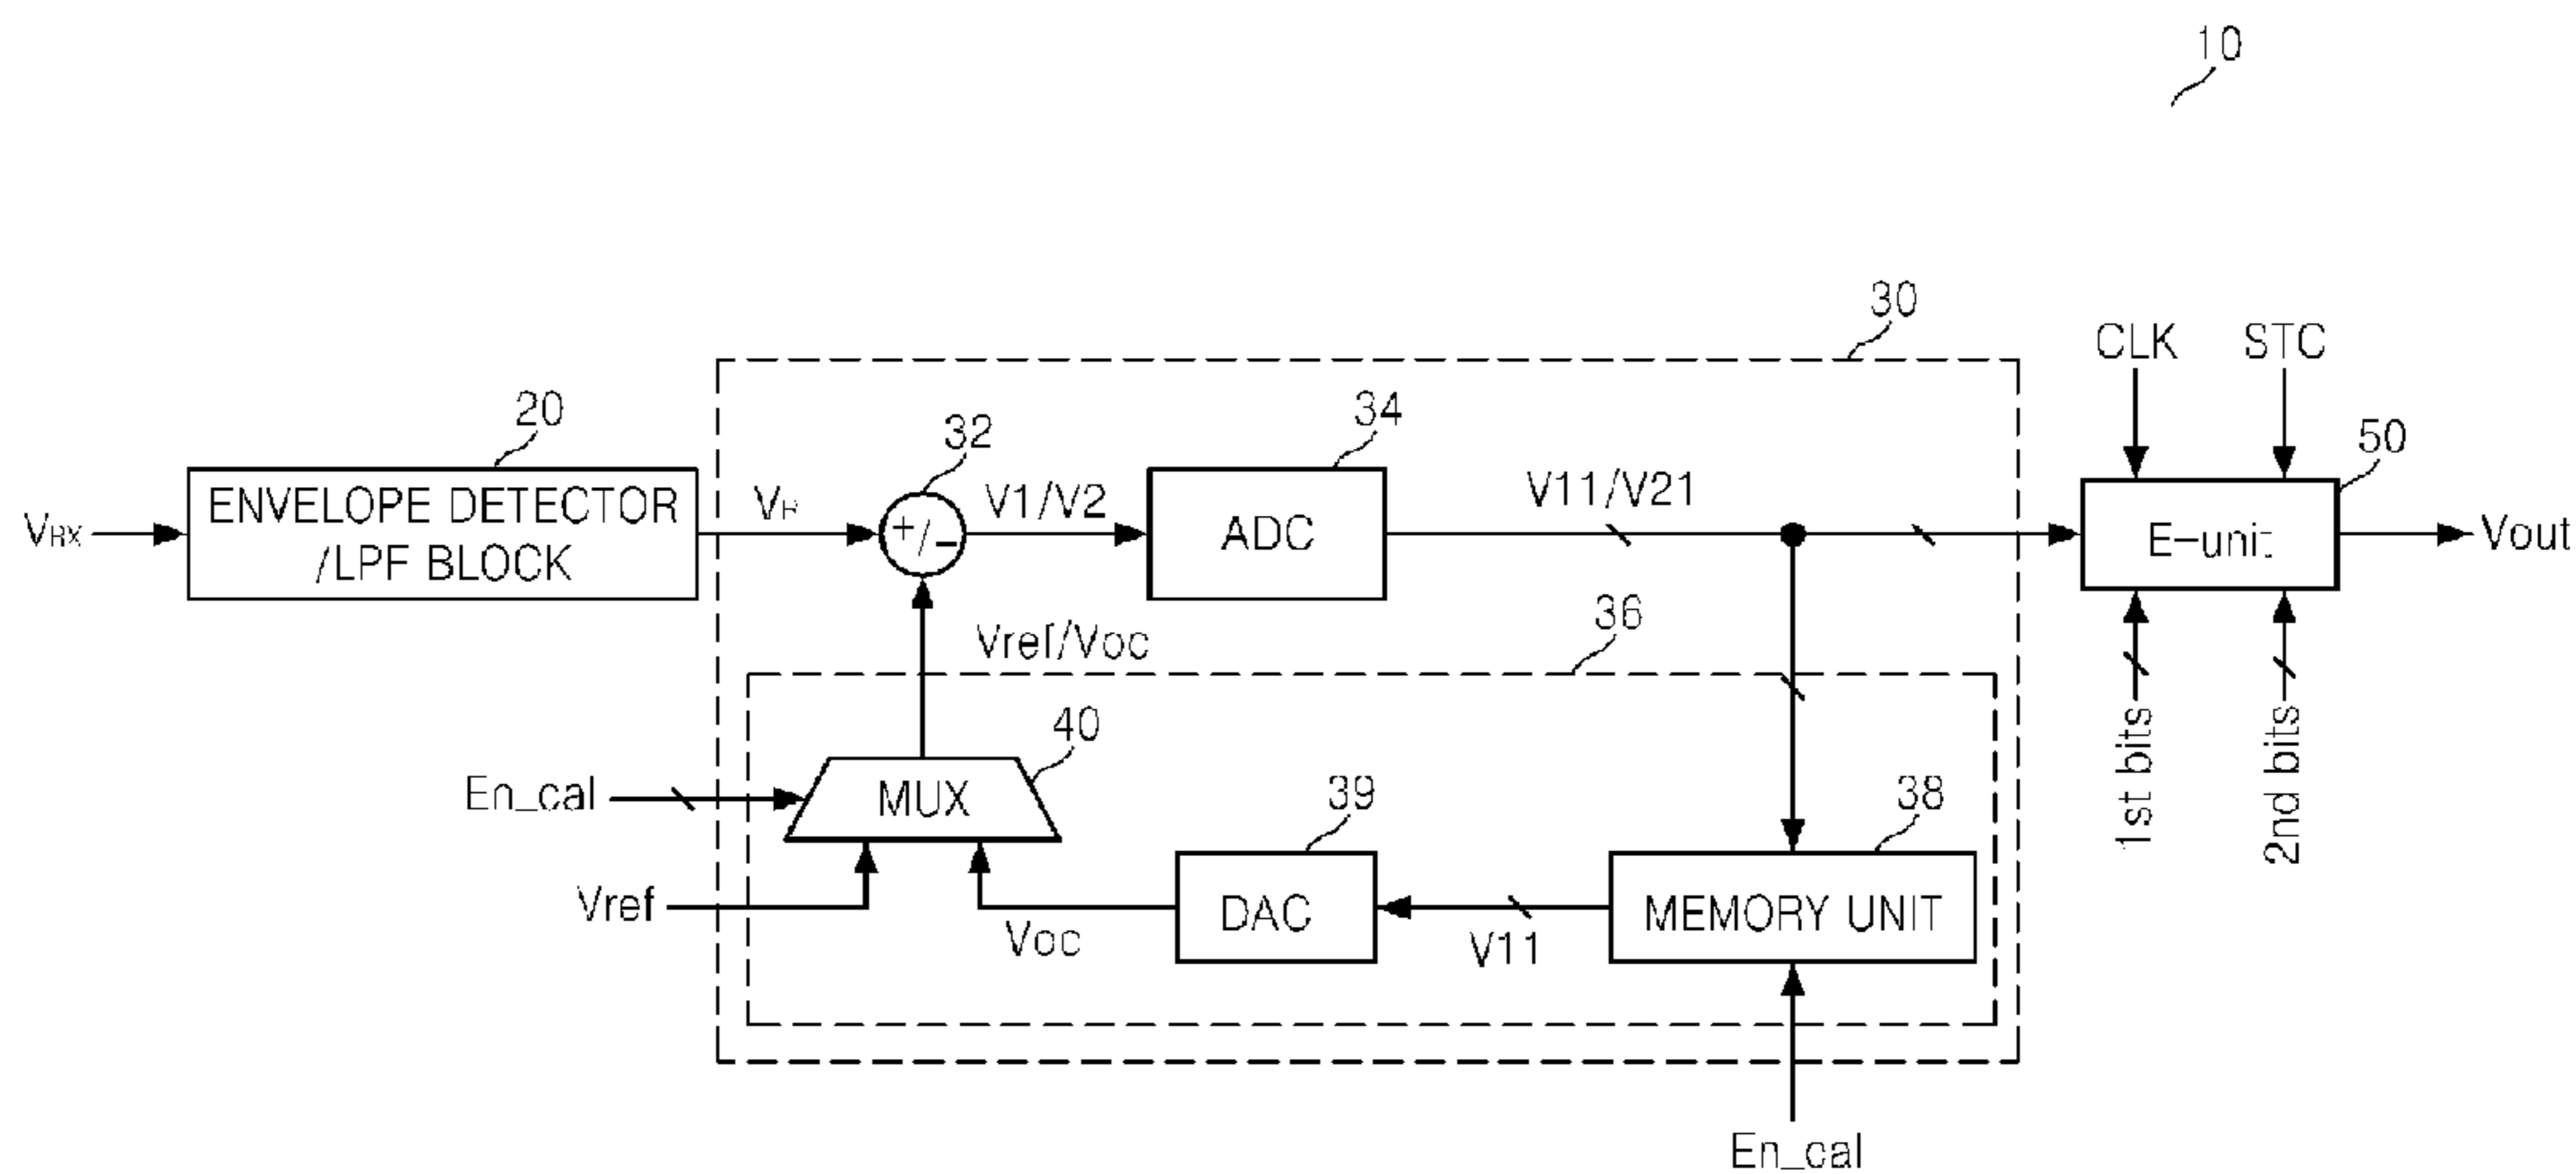 10
30
CLK STC
20
32
34
50
ENVELOPE DETECTOR
/LPF BLOCK
VRX
VR
+/-
V1/V2
ADC
V11/V21
E-unit
Vout
36
Vref/Voc
40
En_cal
MUX
39
38
1st bits
2nd bits
Vref
Voc
DAC
V11
MEMORY UNIT
En_cal